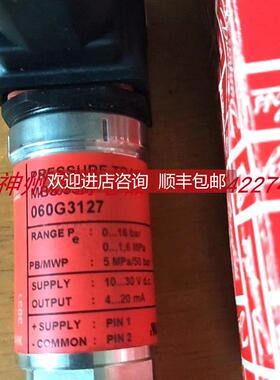 PRESSURE
欢迎进店咨询 顺丰包邮
060G3127
RANGE Pe : 0...16 bar
0...1,6 MPa
PB/MWP : 5 MPa/50 bar
SUPPLY : 10...30 V d.c.
OUTPUT : 4...20 mA
+ SUPPLY : PIN 1
- COMMON : PIN 2